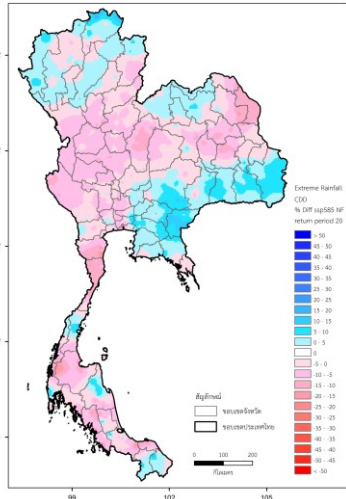 Extreme Rainfall
CDD
% Diff ssp585 NF
return period 20
> 50
45 - 50
40 - 45
35 - 40
30 - 35
25 - 30
20 - 25
15 - 20
10 - 15
5 - 10
0 - 5
0
-5 - 0
-10 - -5
-15 - -10
-20 - -15
-25 - -20
-30 - -25
-35 - -30
-40 - -35
-45 - -40
-50 - -45
< -50
สัญลักษณ์
ขอบเขตจังหวัด
ขอบเขตประเทศไทย
0 100 200
กิโลเมตร
99 102 105